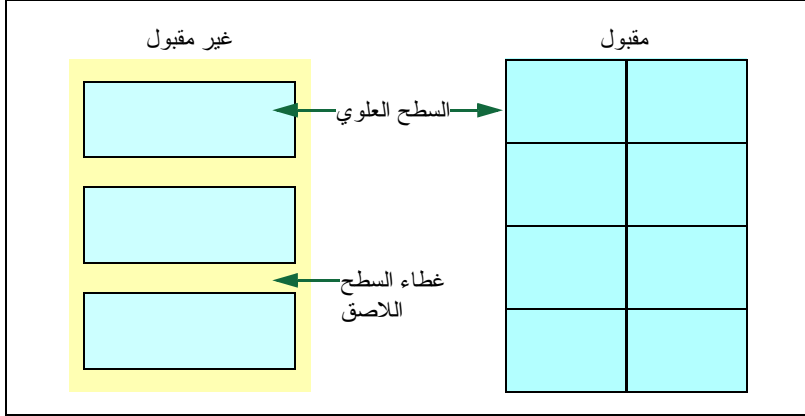 مقبول
غير مقبول
السطح العلوي
غطاء السطح
اللاصق